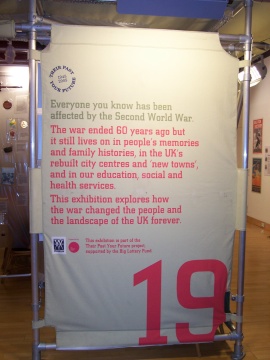 THEIR PAST
YOUR FUTURE
Everyone you know has been
affected by the Second World War.
The war ended 60 years ago but
it still lives on in people's memories
and family histories, in the UK's
rebuilt city centres and 'new towns',
and in our education, social and
health services.
This exhibition explores how
the war changed the people and
the landscape of the UK forever.
This exhibition is part of the
Their Past Your Future project
supported by the Big Lottery Fund
19